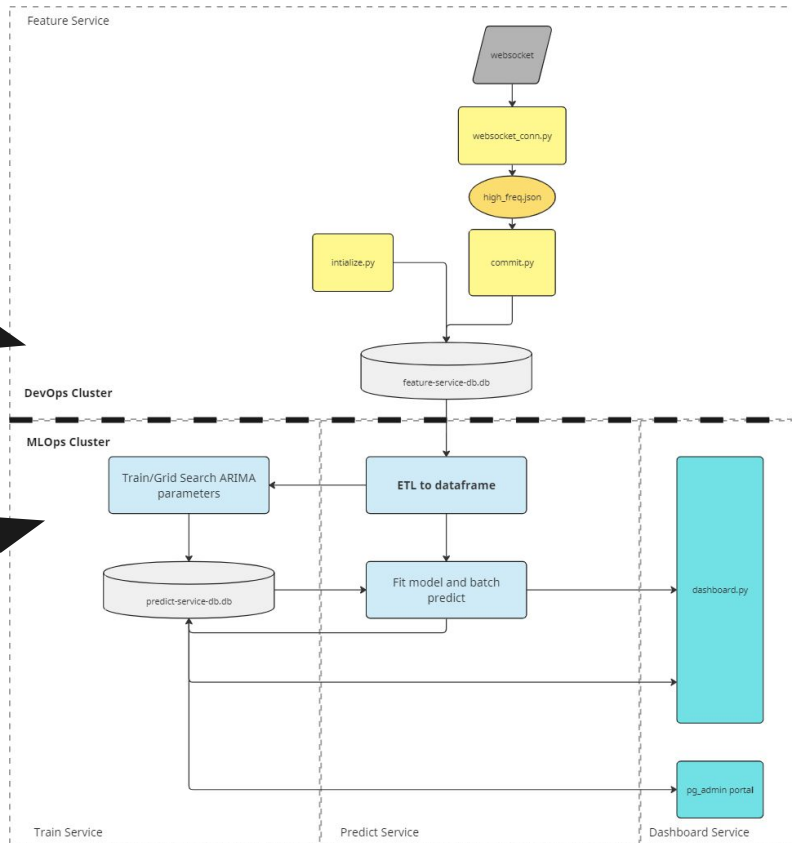 Feature Service
websocket
websocket_conn.py
high_freq.json
intialize.py
commit.py
feature-service-db.db
DevOps Cluster
MLOps Cluster
Train/Grid Search ARIMA
parameters
ETL to dataframe
predict-service-db.db
Fit model and batch
predict
dashboard.py
pg_admin portal
Train Service
Predict Service
Dashboard Service